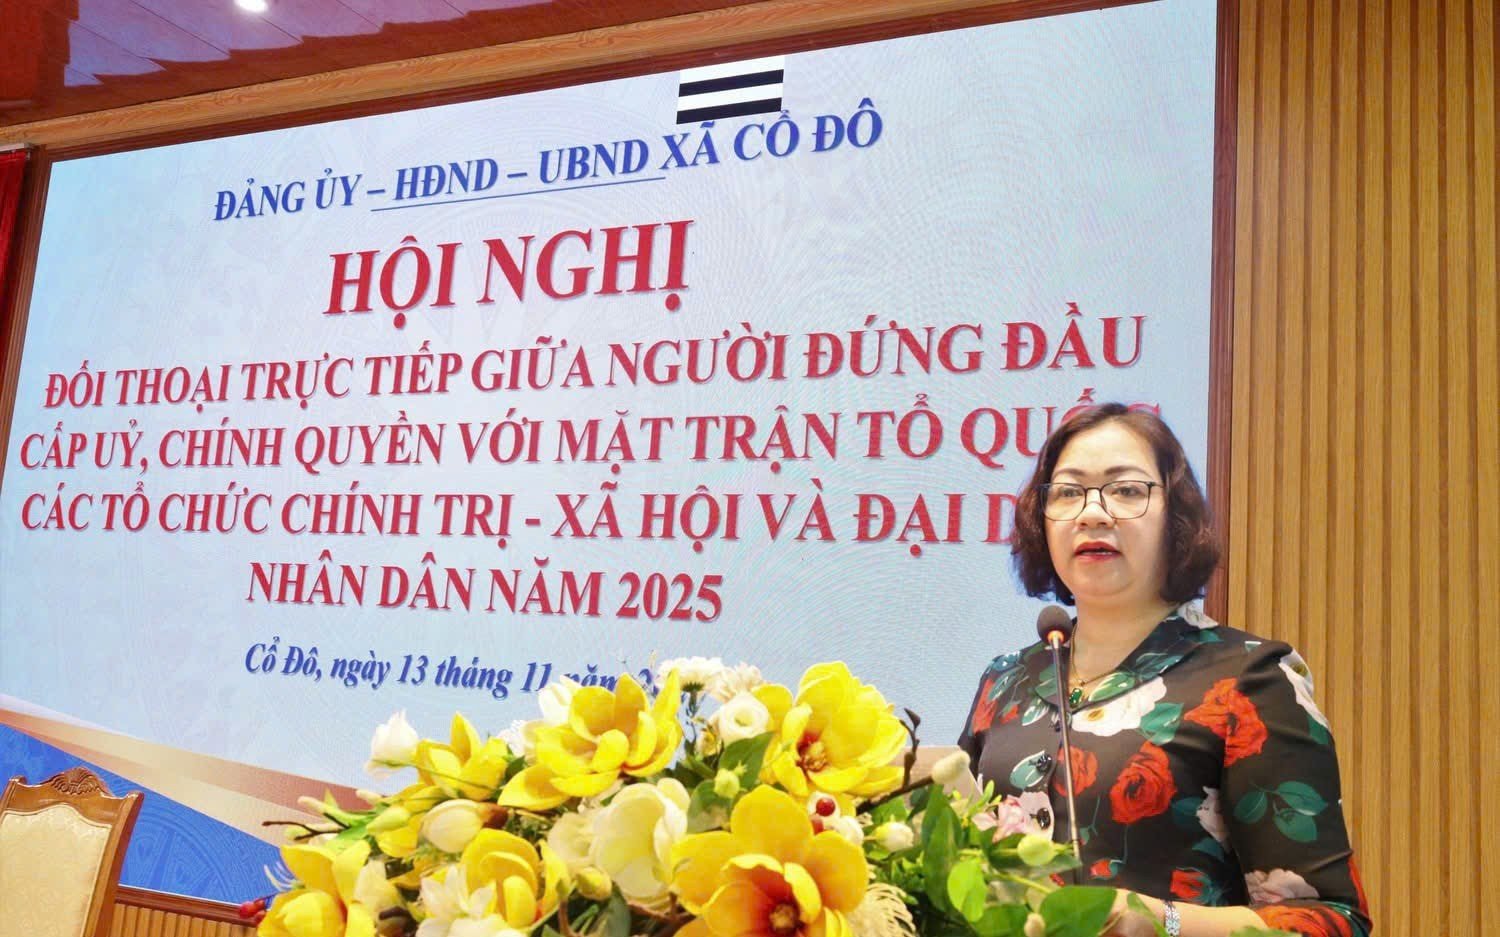 ĐẢNG ỦY – HĐND – UBND XÃ CỔ ĐÔ
HỘI NGHỊ
ĐỐI THOẠI TRỰC TIẾP GIỮA NGƯỜI ĐỨNG ĐẦU
CẤP UỶ, CHÍNH QUYỀN VỚI MẶT TRẬN TỔ QUỐC
CÁC TỔ CHỨC CHÍNH TRỊ - XÃ HỘI VÀ ĐẠI
NHÂN DÂN NĂM 2025
Cổ Đô, ngày 13 tháng 11 năm